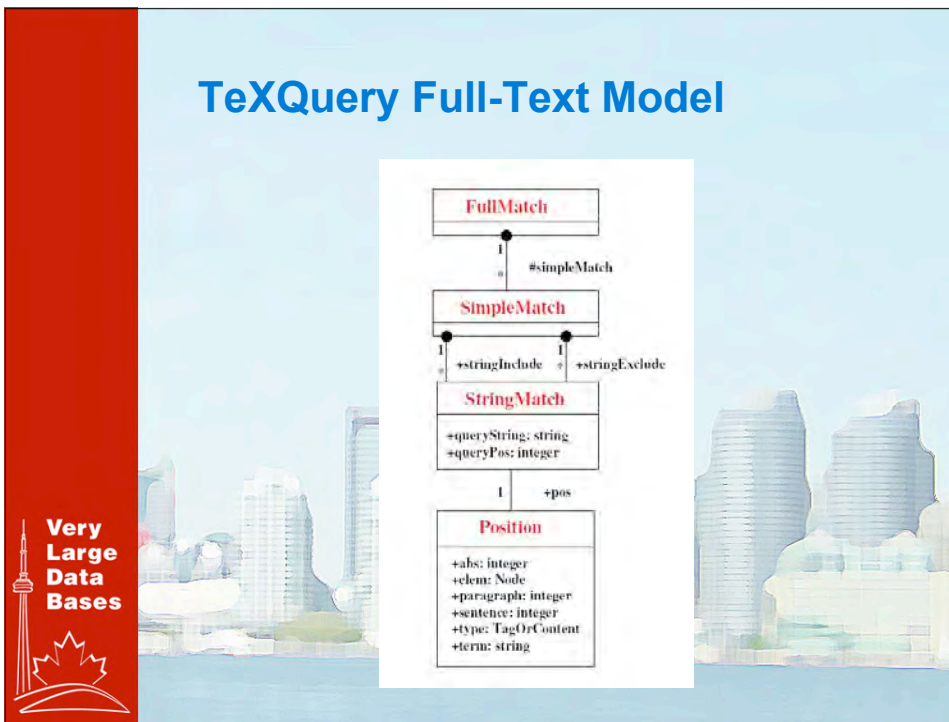 TeXQuery Full-Text Model
FullMatch
1
*
#simpleMatch
SimpleMatch
1 1
* +stringInclude * +stringExclude
StringMatch
+queryString: string
+queryPos: integer
1 +pos
Position
+abs: integer
+elem: Node
+paragraph: integer
+sentence: integer
+type: TagOrContent
+term: string
Very
Large
Data
Bases